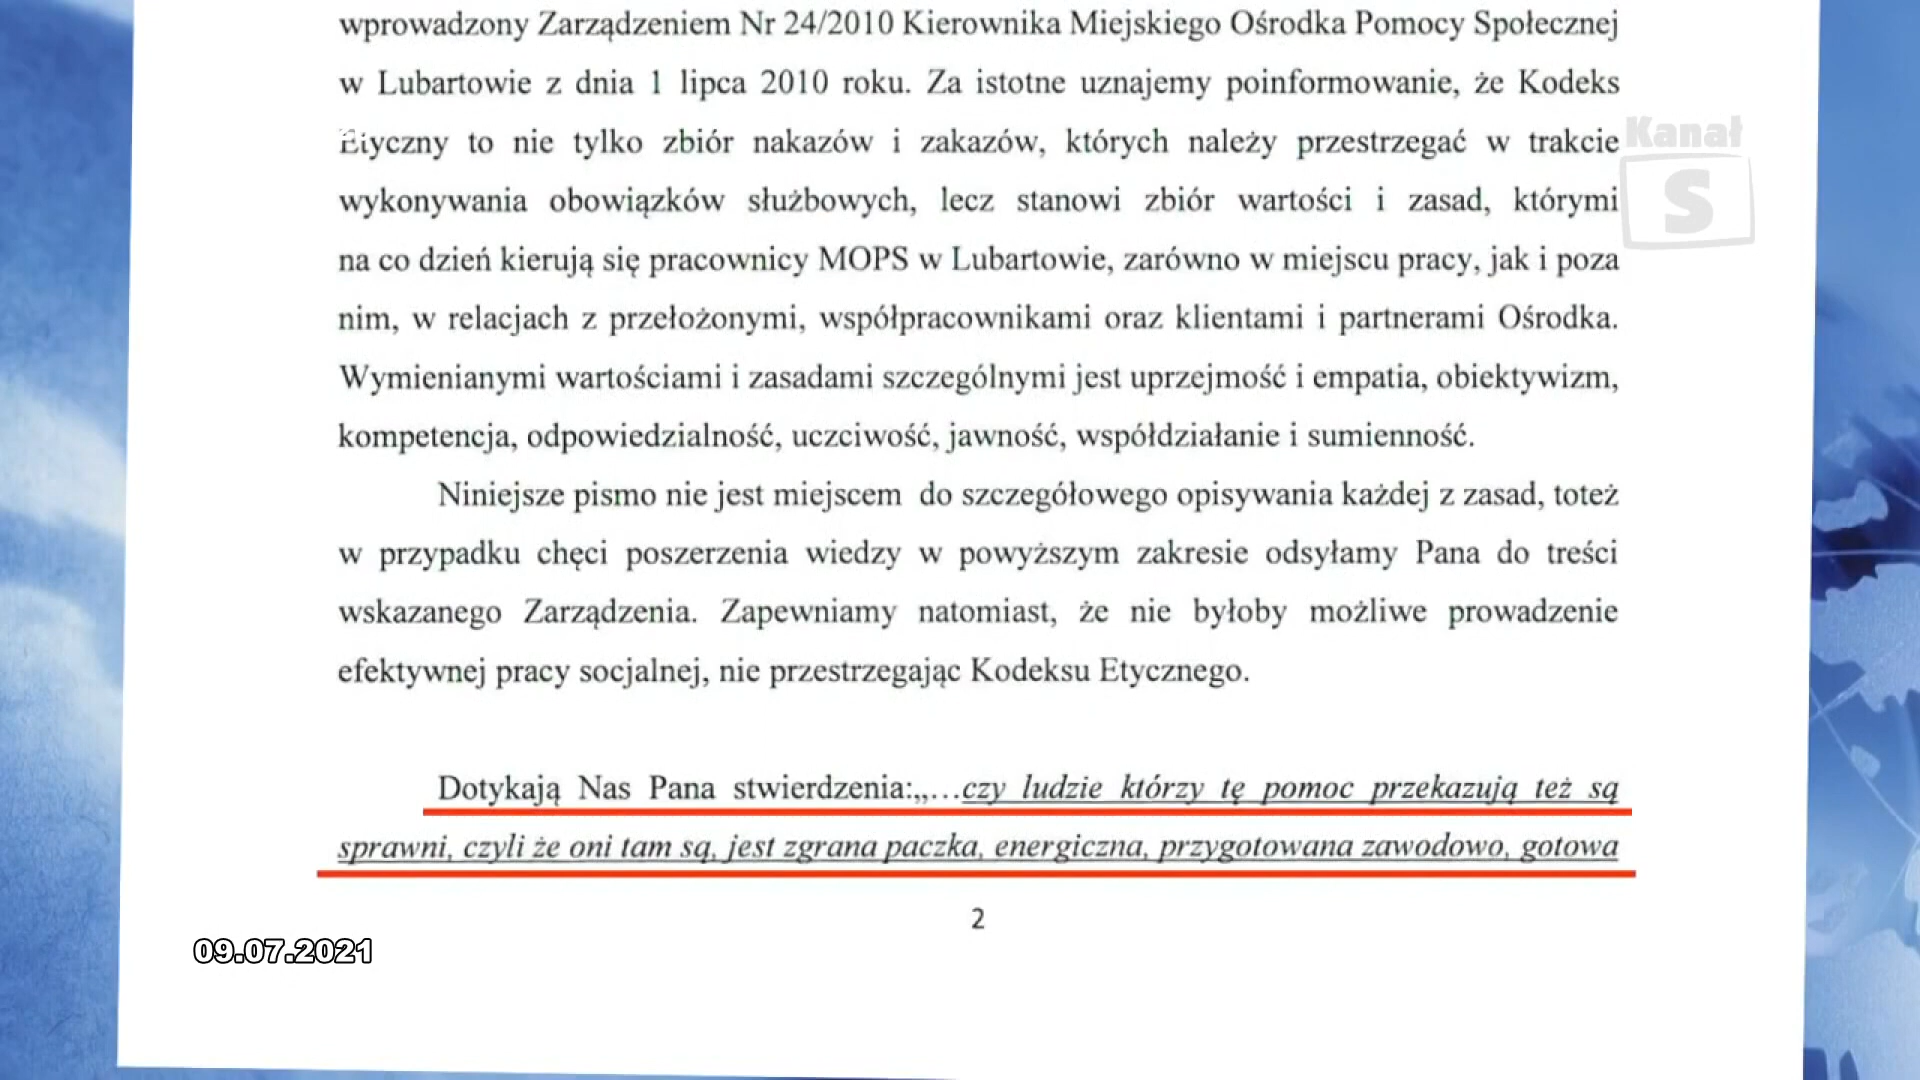 wprowadzony Zarządzeniem Nr 24/2010 Kierownika Miejskiego Ośrodka Pomocy Społecznej
w Lubartowie z dnia 1 lipca 2010 roku. Za istotne uznajemy poinformowanie, że Kodeks
Etyczny to nie tylko zbiór nakazów i zakazów, których należy przestrzegać w trakcie
wykonywania obowiązków służbowych, lecz stanowi zbiór wartości i zasad, którymi
na co dzień kierują się pracownicy MOPS w Lubartowie, zarówno w miejscu pracy, jak i poza
nim, w relacjach z przełożonymi, współpracownikami oraz klientami i partnerami Ośrodka.
Wymienianymi wartościami i zasadami szczególnymi jest uprzejmość i empatia, obiektywizm,
kompetencja, odpowiedzialność, uczciwość, jawność, współdziałanie i sumienność.
Niniejsze pismo nie jest miejscem do szczegółowego opisywania każdej z zasad, toteż
w przypadku chęci poszerzenia wiedzy w powyższym zakresie odsyłamy Pana do treści
wskazanego Zarządzenia. Zapewniamy natomiast, że nie byłoby możliwe prowadzenie
efektywnej pracy socjalnej, nie przestrzegając Kodeksu Etycznego.
Dotykają Nas Pana stwierdzenia:„…czy ludzie którzy tę pomoc przekazują też są
sprawni, czyli że oni tam są, jest zgrana paczka, energiczna, przygotowana zawodowo, gotowa
2
09.07.2021
Kanał
S